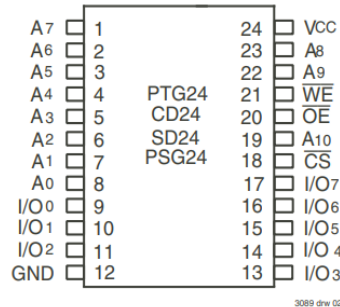 A7 1 24 VCC
A6 2 23 A8
A5 3 22 A9
A4 4 PTG24 21 WE
A3 5 CD24 20 OE
A2 6 SD24 19 A10
A1 7 PSG24 18 CS
A0 8 17 I/O7
I/O0 9 16 I/O6
I/O1 10 15 I/O5
I/O2 11 14 I/O4
GND 12 13 I/O3
3089 drw 02